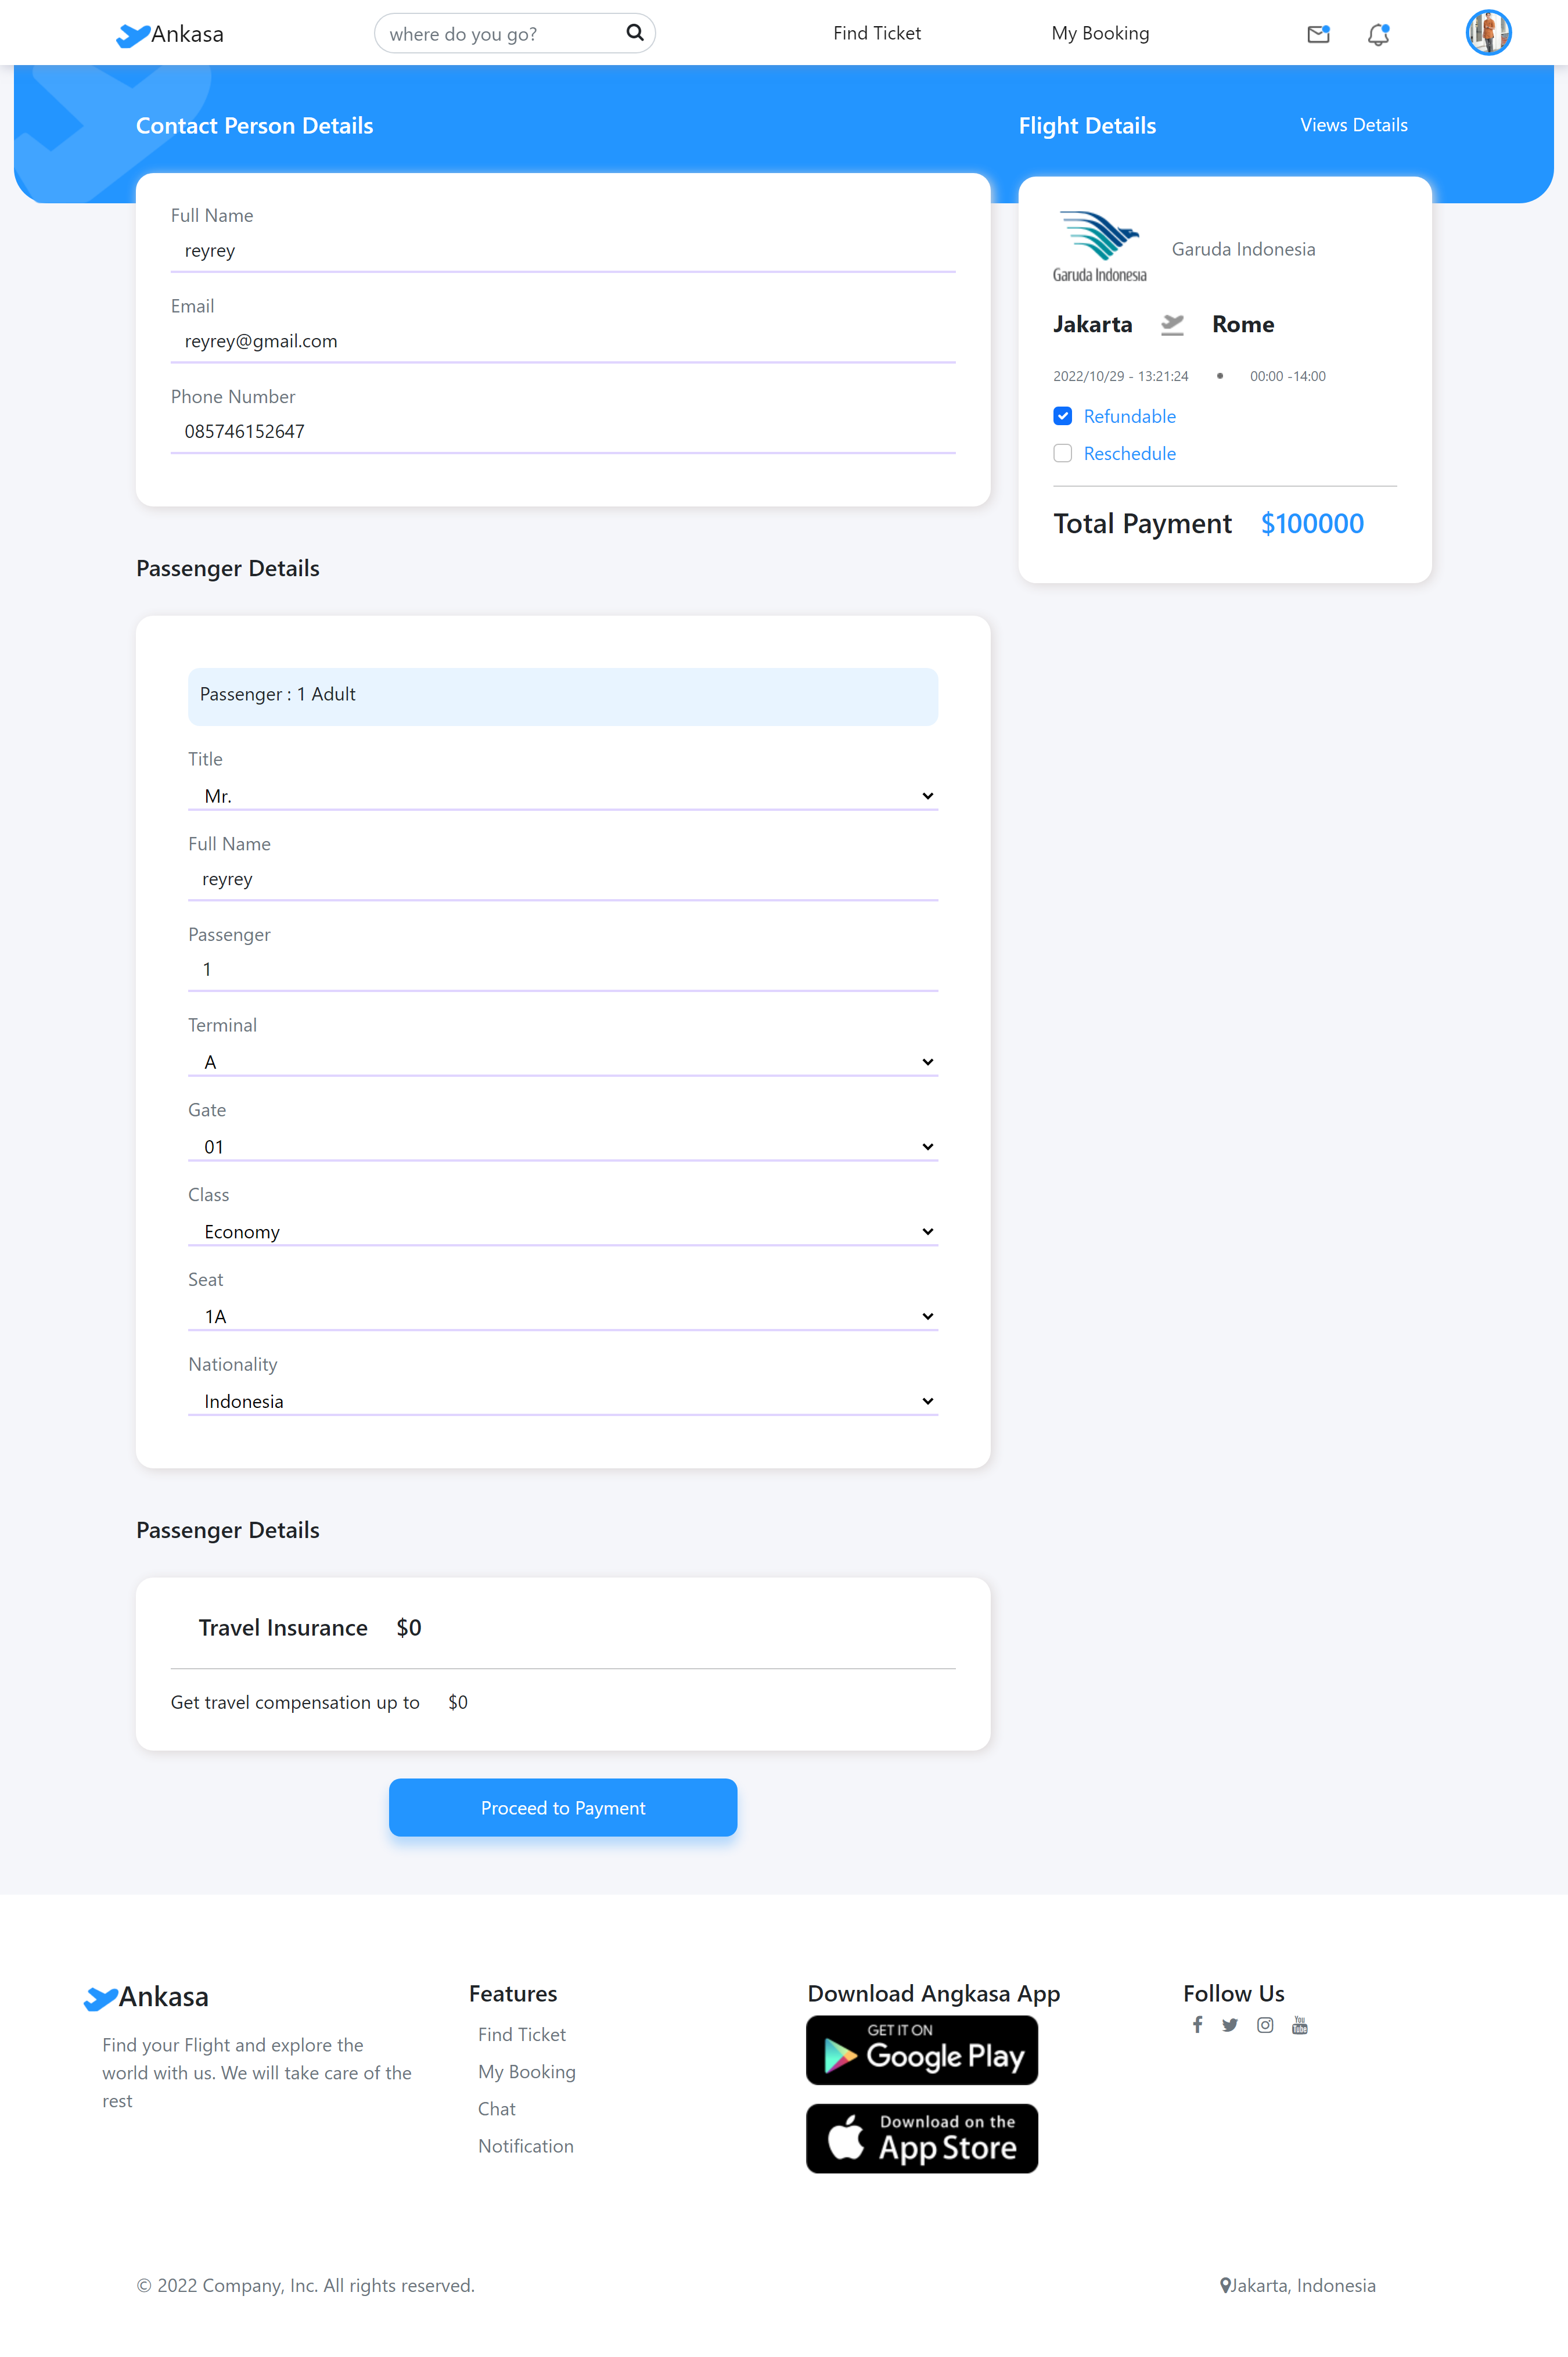 Ankasa
where do you go?
Find Ticket
My Booking
Contact Person Details
Full Name
reyrey
Email
reyrey@gmail.com
Phone Number
085746152647
Flight Details
Views Details
Garuda Indonesia
Garuda Indonesia
Jakarta Rome
2022/10/29 - 13:21:24 • 00:00 -14:00
Refundable
Reschedule
Total Payment $100000
Passenger Details
Passenger : 1 Adult
Title
Mr.
Full Name
reyrey
Passenger
1
Terminal
A
Gate
01
Class
Economy
Seat
1A
Nationality
Indonesia
Passenger Details
Travel Insurance $0
Get travel compensation up to $0
Proceed to Payment
Ankasa
Find your Flight and explore the
world with us. We will take care of the
rest
Features
Find Ticket
My Booking
Chat
Notification
Download Angkasa App
GET IT ON
Google Play
Download on the
App Store
Follow Us
You
Tube
© 2022 Company, Inc. All rights reserved.
Jakarta, Indonesia